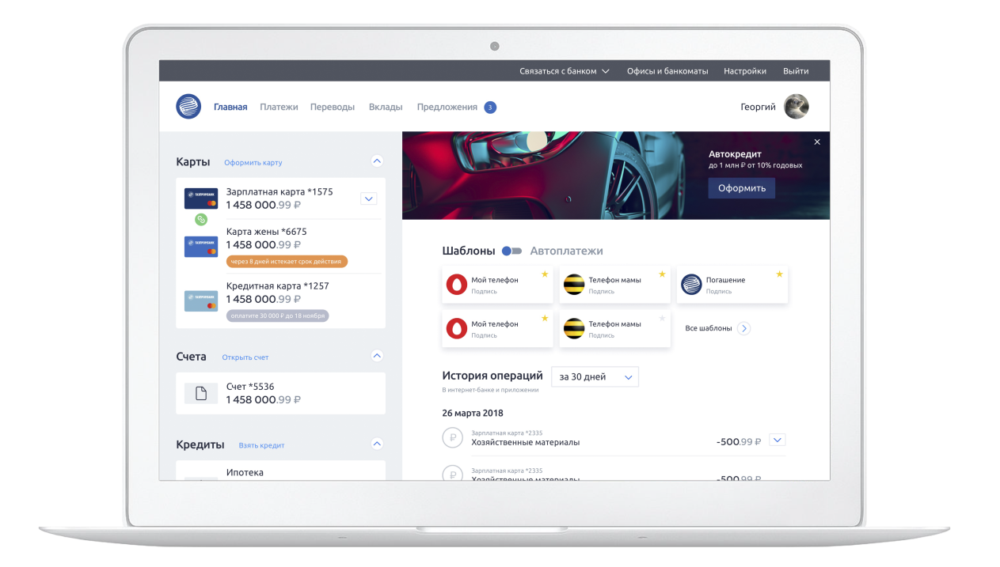 Связаться с банком
Офисы и банкоматы
Настройки
Выйти
Главная
Платежи
Переводы
Вклады
Предложения
3
Георгий
Карты
Оформить карту
ГАЗПРОМБАНК
Зарплатная карта *1575
1 458 000.99 ₽
ГАЗПРОМБАНК
Карта жены *6675
1 458 000.99 ₽
через 8 дней истекает срок действия
ГАЗПРОМБАНК
Кредитная карта *1257
1 458 000.99 ₽
оплатите 30 000 ₽ до 18 ноября
Счета
Открыть счет
Счет *5536
1 458 000.99 ₽
Кредиты
Взять кредит
Ипотека
Автокредит
до 1 млн ₽ от 10% годовых
Оформить
Шаблоны
Автоплатежи
Мой телефон
Подпись
Телефон мамы
Подпись
Погашение
Подпись
Мой телефон
Подпись
Телефон мамы
Подпись
Все шаблоны
История операций
за 30 дней
В интернет-банке и приложении
26 марта 2018
₽
Зарплатная карта *2335
Хозяйственные материалы
-500.99 ₽
₽
Зарплатная карта *2335
Хозяйственные материалы
-500.99 ₽